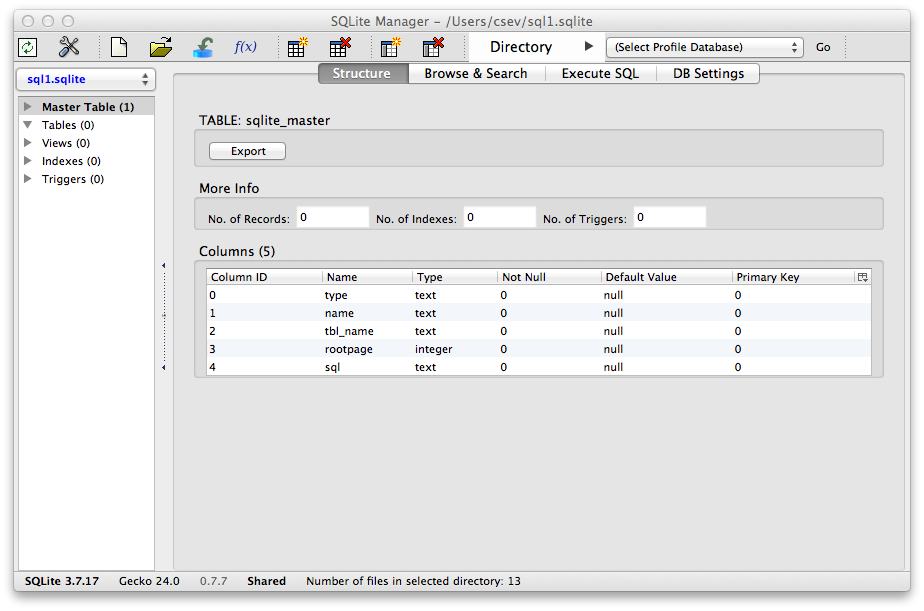 SQLite Manager – /Users/csev/sql1.sqlite
f(x) Directory (Select Profile Database) Go
sql1.sqlite
Structure Browse & Search Execute SQL DB Settings
Master Table (1)
Tables (0)
Views (0)
Indexes (0)
Triggers (0)
TABLE: sqlite_master
Export
More Info
No. of Records: 0 No. of Indexes: 0 No. of Triggers: 0
Columns (5)
Column ID Name Type Not Null Default Value Primary Key
0 type text 0 null 0
1 name text 0 null 0
2 tbl_name text 0 null 0
3 rootpage integer 0 null 0
4 sql text 0 null 0
SQLite 3.7.17 Gecko 24.0 0.7.7 Shared Number of files in selected directory: 13